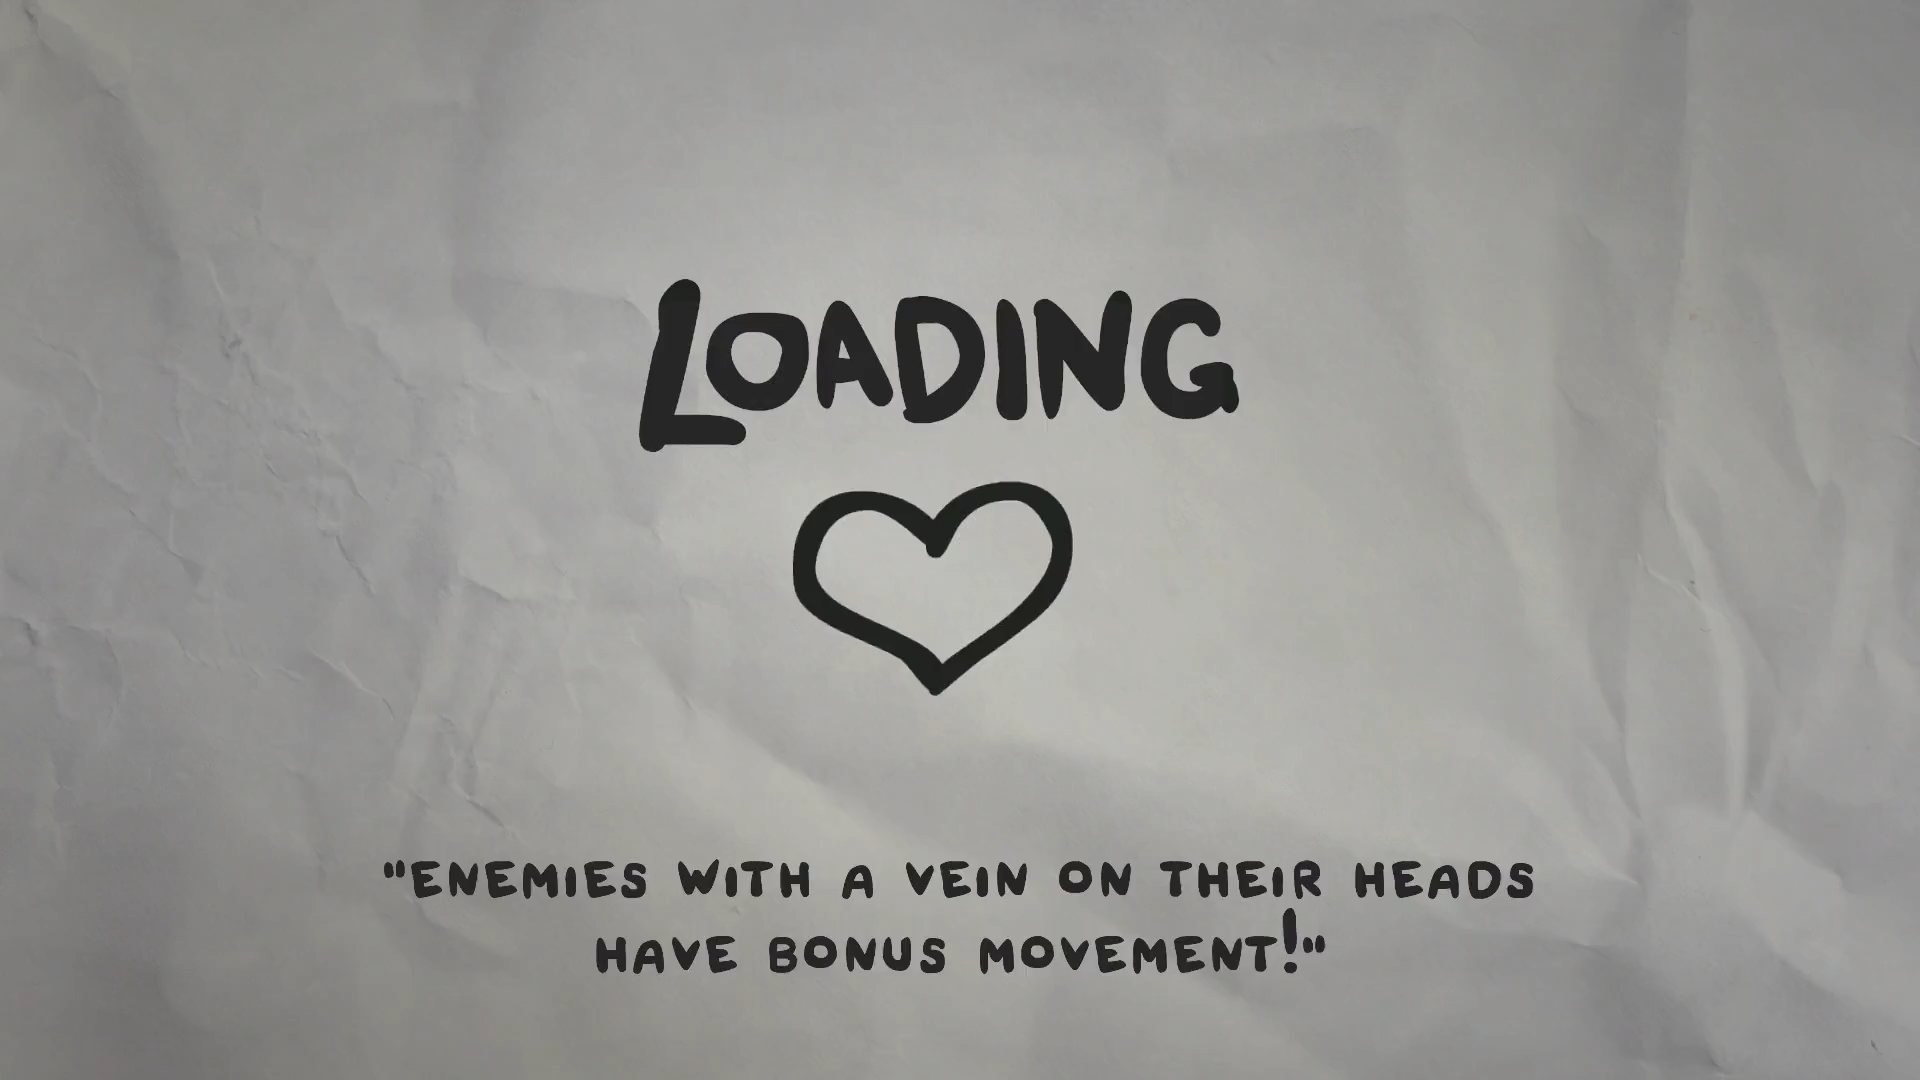 LOADING
"ENEMIES WITH A VEIN ON THEIR HEADS
HAVE BONUS MOVEMENT!"